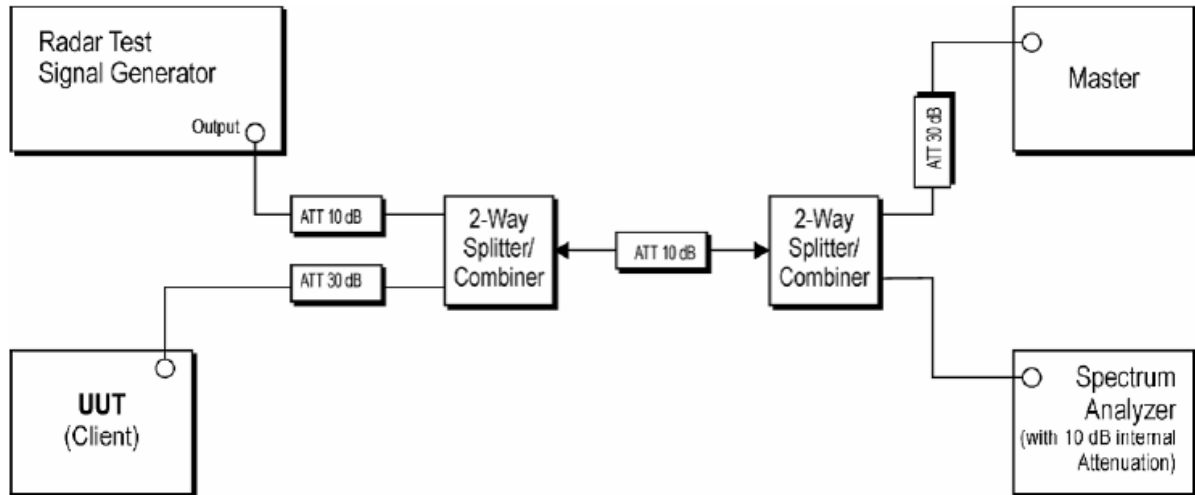 Radar Test
Signal Generator
Output
ATT 10 dB
2-Way
Splitter/
Combiner
ATT 30 dB
UUT
(Client)
ATT 10 dB
2-Way
Splitter/
Combiner
ATT 30 dB
Master
Spectrum
Analyzer
(with 10 dB internal
Attenuation)